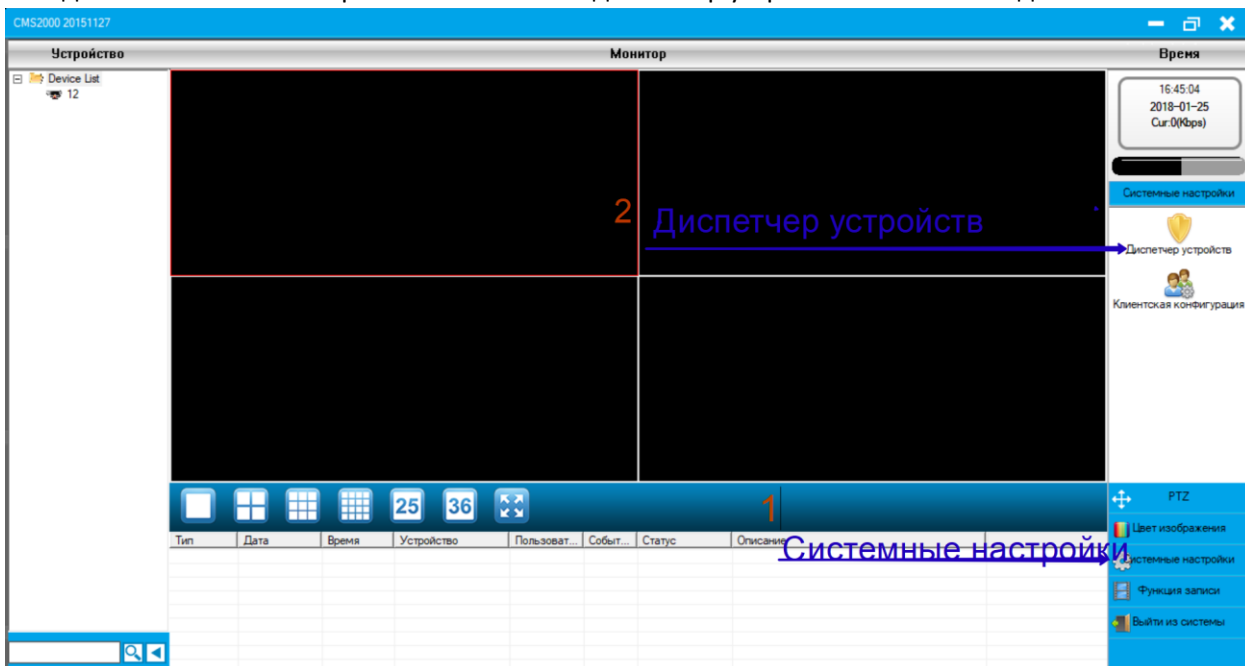 CMS2000 20151127
Устройство
Монитор
Время
Device List
12
16:45:04
2018-01-25
Cur:0(Kbps)
Системные настройки
2
Диспетчер устройств
Диспетчер устройств
Клиентская конфигурация
25
36
1
PTZ
Цвет изображения
Тип Дата Время Устройство Пользоват... Событ... Статус Описание
Системные настройки
Системные настройки
Функция записи
Выйти из системы